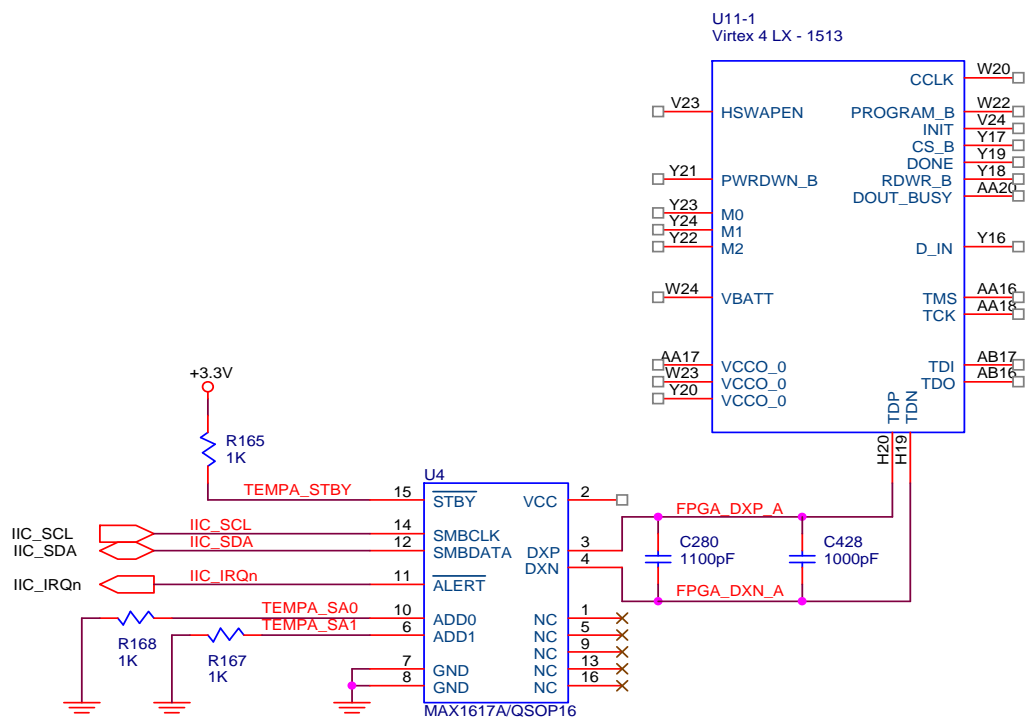 U11-1
Virtex 4 LX - 1513
CCLK W20
V23 HSWAPEN PROGRAM_B W22
INIT V24
CS_B Y17
DONE Y19
Y21 PWRDWN_B RDWR_B Y18
DOUT_BUSY AA20
Y23 M0
Y24 M1
Y22 M2 D_IN Y16
W24 VBATT TMS AA16
TCK AA18
AA17 VCCO_0 TDI AB17
W23 VCCO_0 TDO AB16
Y20 VCCO_0
TDP TDN
H20 H19
+3.3V
R165
1K
U4
TEMPA_STBY 15 STBY VCC 2
FPGA_DXP_A
IIC_SCL IIC_SCL 14 SMBCLK
IIC_SDA IIC_SDA 12 SMBDATA DXP 3
C280
1100pF
C428
1000pF
DXN 4
IIC_IRQn IIC_IRQn 11 ALERT
FPGA_DXN_A
TEMPA_SA0 10 ADD0 NC 1
TEMPA_SA1 6 ADD1 NC 5
R168
1K
R167
1K
NC 9
7 GND NC 13
8 GND NC 16
MAX1617A/QSOP16